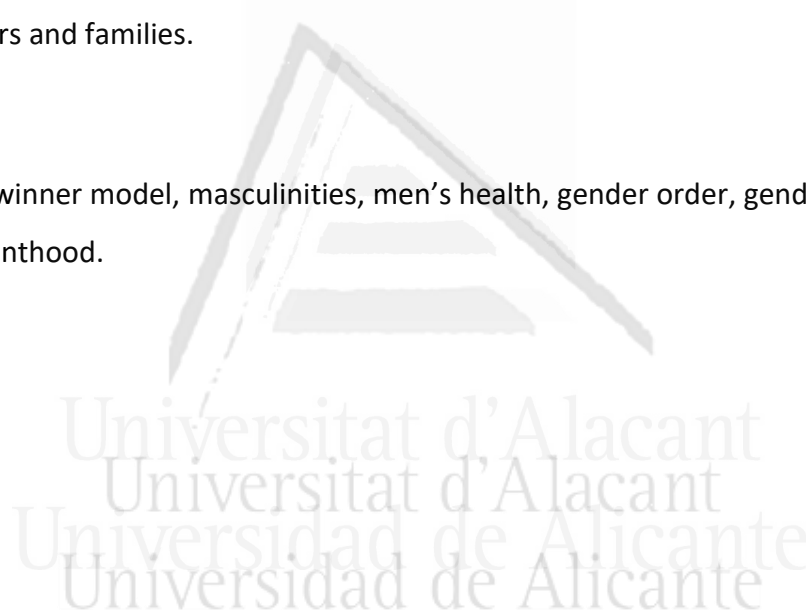 rs and families.
winner model, masculinities, men’s health, gender order, gend
nthood.
Universitat d’Alacant
Universitat d’Alacant
Universidad de Alicante
Universidad de Alicante